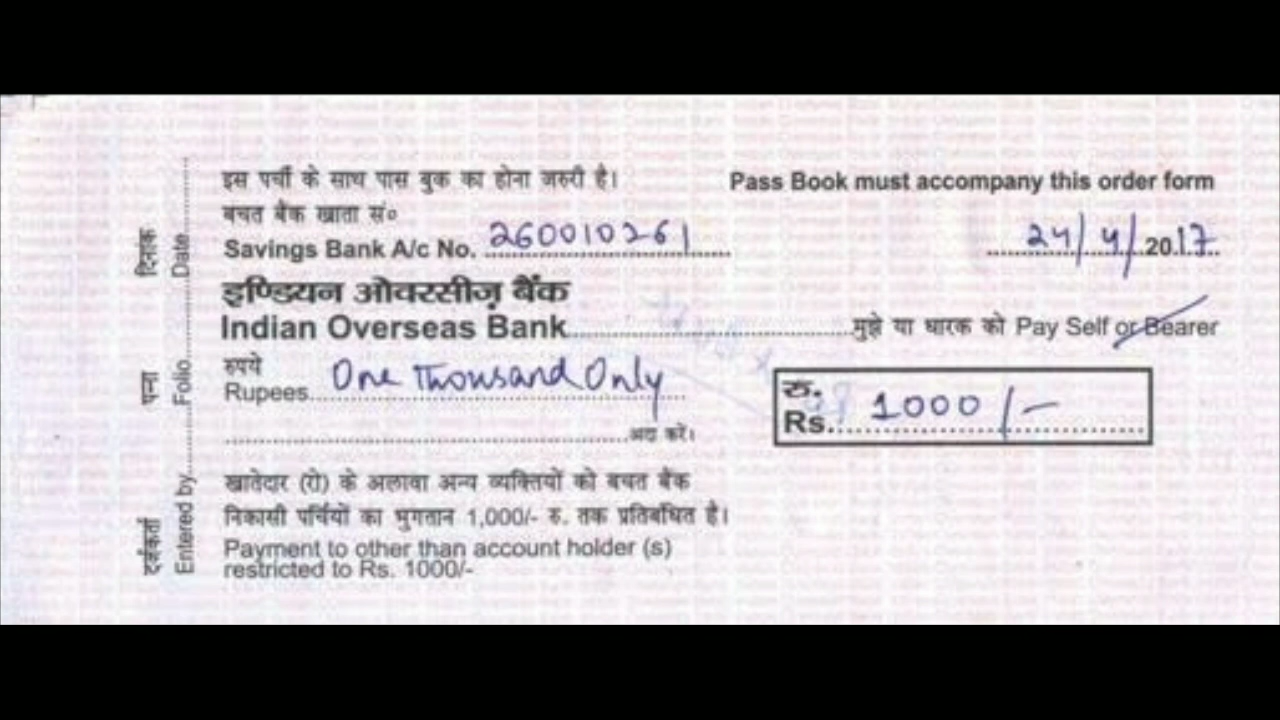 इस पर्ची के साथ पास बुक का होना जरुरी है। Pass Book must accompany this order form
बचत बैंक खाता सं०
Savings Bank A/c No. 260010261 24/4/2017
इण्डियन ओवरसीज़ बैंक
Indian Overseas Bank मुझे या धारक को Pay Self or Bearer
रुपये
Rupees One Thousand Only
रु.
Rs. 1000/-
अदा करें।
खातेदार (रों) के अलावा अन्य व्यक्तियों को बचत बैंक
निकासी पर्चियों का भुगतान 1,000/- रु. तक प्रतिबंधित है।
Payment to other than account holder (s)
restricted to Rs. 1000/-
दर्जकर्ता पन्ना दिनांक
Entered by Folio Date